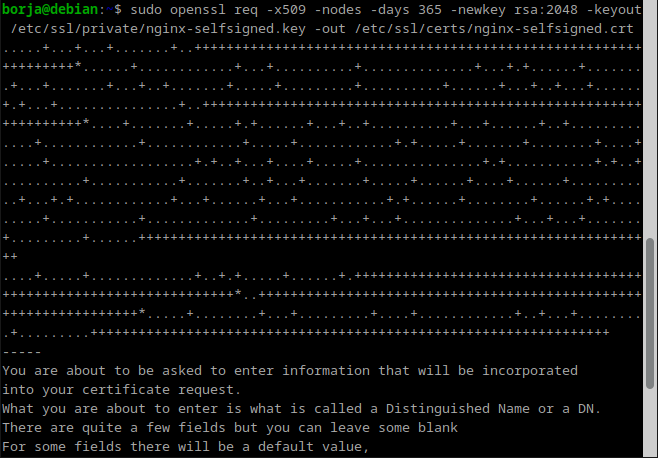 borja@debian: $ sudo openssl req -x509 -nodes -days 365 -newkey rsa:2048 -keyout
/etc/ssl/private/nginx-selfsigned.key -out /etc/ssl/certs/nginx-selfsigned.crt
-----
You are about to be asked to enter information that will be incorporated
into your certificate request.
What you are about to enter is what is called a Distinguished Name or a DN.
There are quite a few fields but you can leave some blank
For some fields there will be a default value,